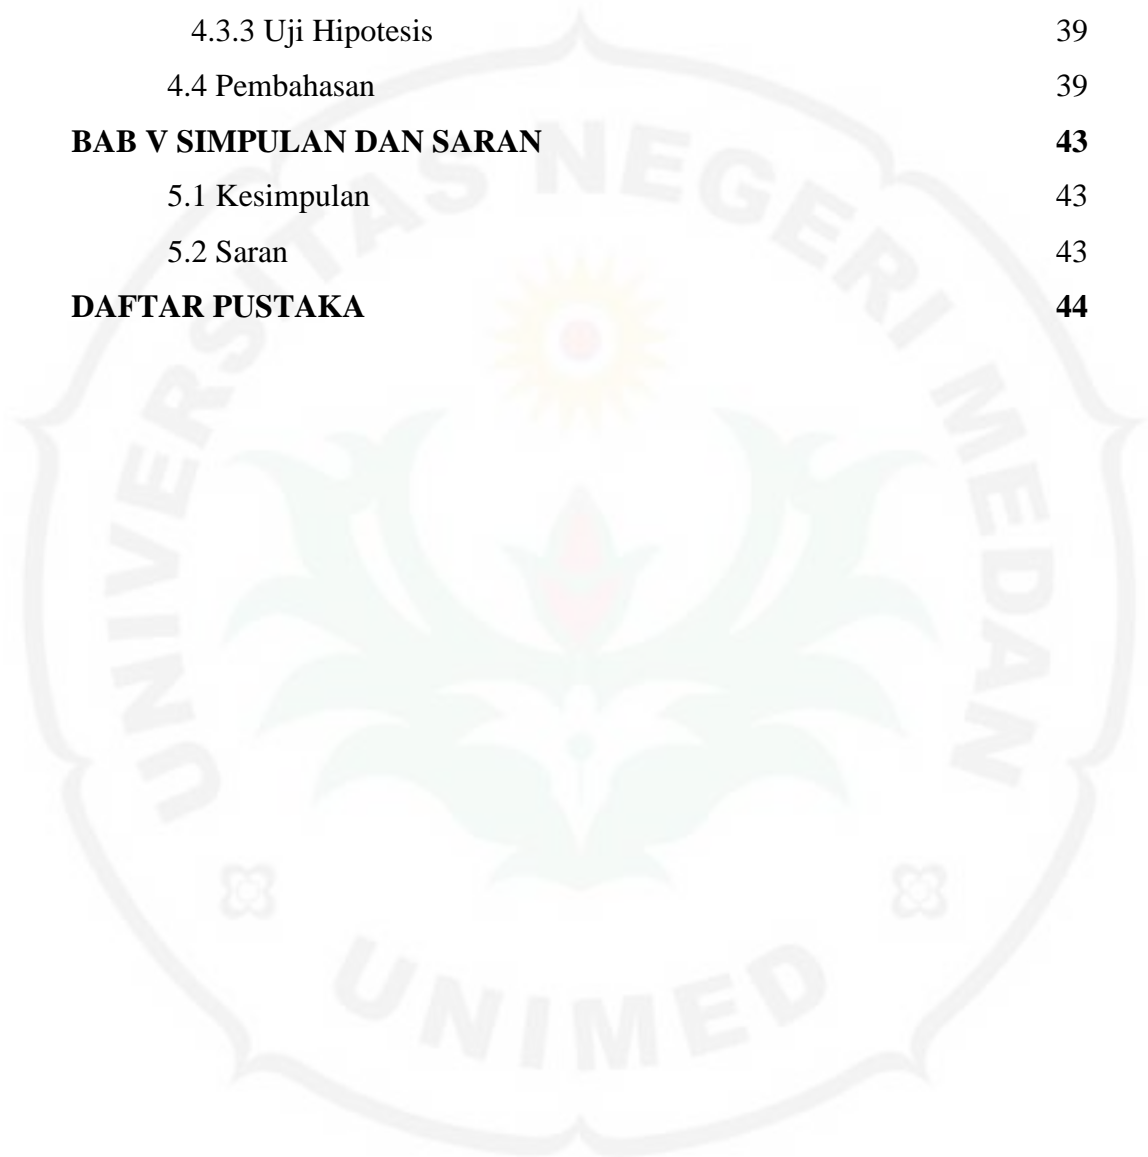 4.3.3 Uji Hipotesis 39
4.4 Pembahasan 39
BAB V SIMPULAN DAN SARAN 43
5.1 Kesimpulan 43
5.2 Saran 43
DAFTAR PUSTAKA 44
UNIVERSITAS NEGERI MEDAN
UNIMED